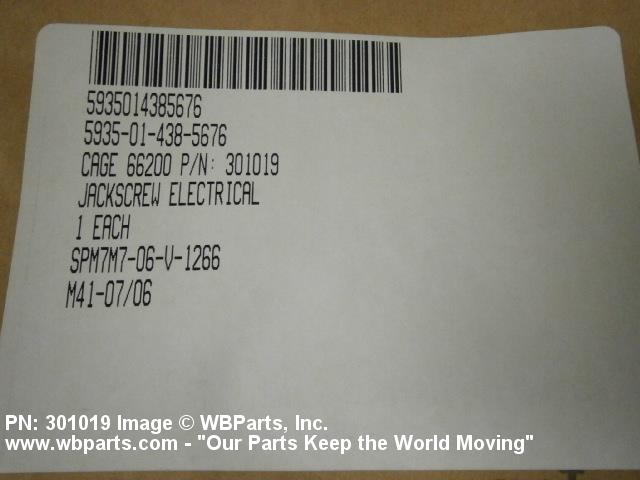 5935014385676
5935-01-438-5676
CAGE 66200 P/N: 301019
JACKSCREW ELECTRICAL
1 EACH
SPM7M7-06-V-1266
M41-07/06
PN: 301019 Image © WBParts, Inc.
www.wbparts.com - "Our Parts Keep the World Moving"